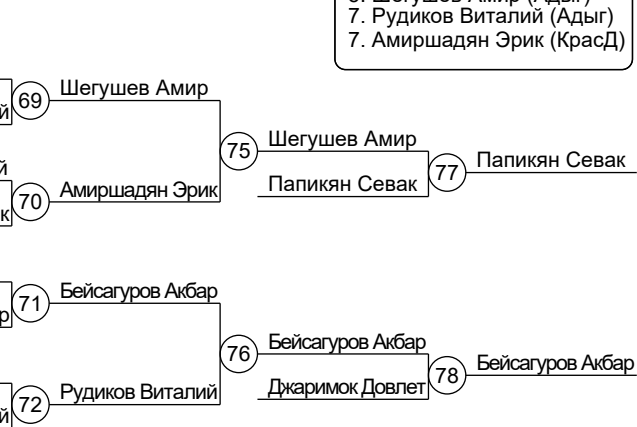 7. Рудиков Виталий (Адыг)
7. Амиршадян Эрик (КрасД)
69
Шегушев Амир
75
Шегушев Амир
77
Папикян Севак
70
Амиршадян Эрик
Папикян Севак
71
Бейсагуров Акбар
76
Бейсагуров Акбар
78
Бейсагуров Акбар
72
Рудиков Виталий
Джаримок Довлет